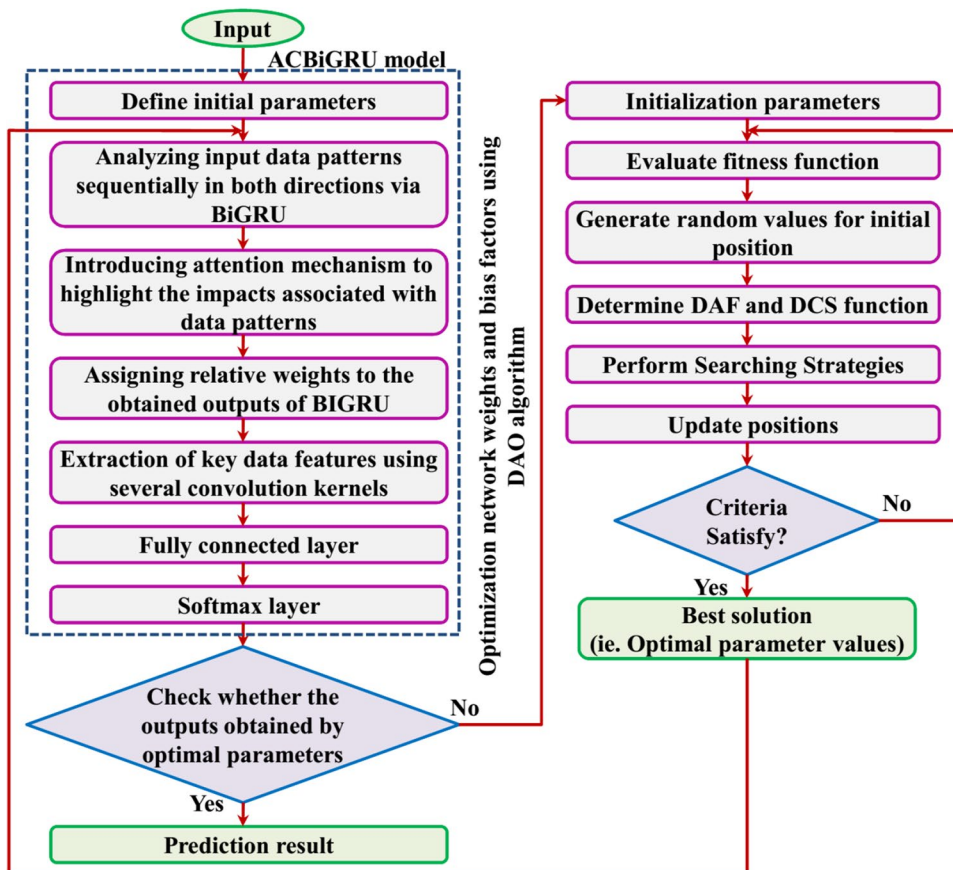 Input
ACBiGRU model
Define initial parameters
Analyzing input data patterns
sequentially in both directions via
BiGRU
Introducing attention mechanism to
highlight the impacts associated with
data patterns
Assigning relative weights to the
obtained outputs of BIGRU
Extraction of key data features using
several convolution kernels
Fully connected layer
Softmax layer
Check whether the
outputs obtained by
optimal parameters
No
Yes
Prediction result
Optimization network weights and bias factors using
DAO algorithm
Initialization parameters
Evaluate fitness function
Generate random values for initial
position
Determine DAF and DCS function
Perform Searching Strategies
Update positions
Criteria
Satisfy?
No
Yes
Best solution
(ie. Optimal parameter values)